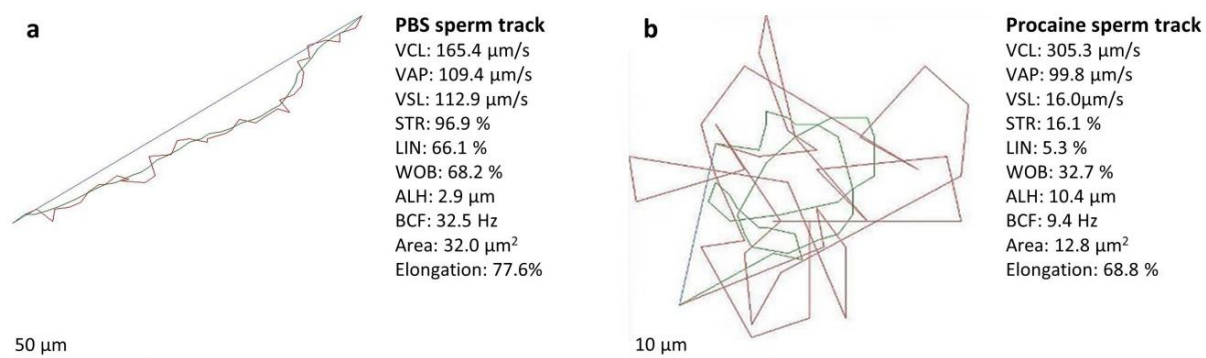 a
PBS sperm track
VCL: 165.4 µm/s
VAP: 109.4 µm/s
VSL: 112.9 µm/s
STR: 96.9 %
LIN: 66.1 %
WOB: 68.2 %
ALH: 2.9 µm
BCF: 32.5 Hz
Area: 32.0 µm²
Elongation: 77.6%
50 µm
b
Procaine sperm track
VCL: 305.3 µm/s
VAP: 99.8 µm/s
VSL: 16.0µm/s
STR: 16.1 %
LIN: 5.3 %
WOB: 32.7 %
ALH: 10.4 µm
BCF: 9.4 Hz
Area: 12.8 µm²
Elongation: 68.8 %
10 µm